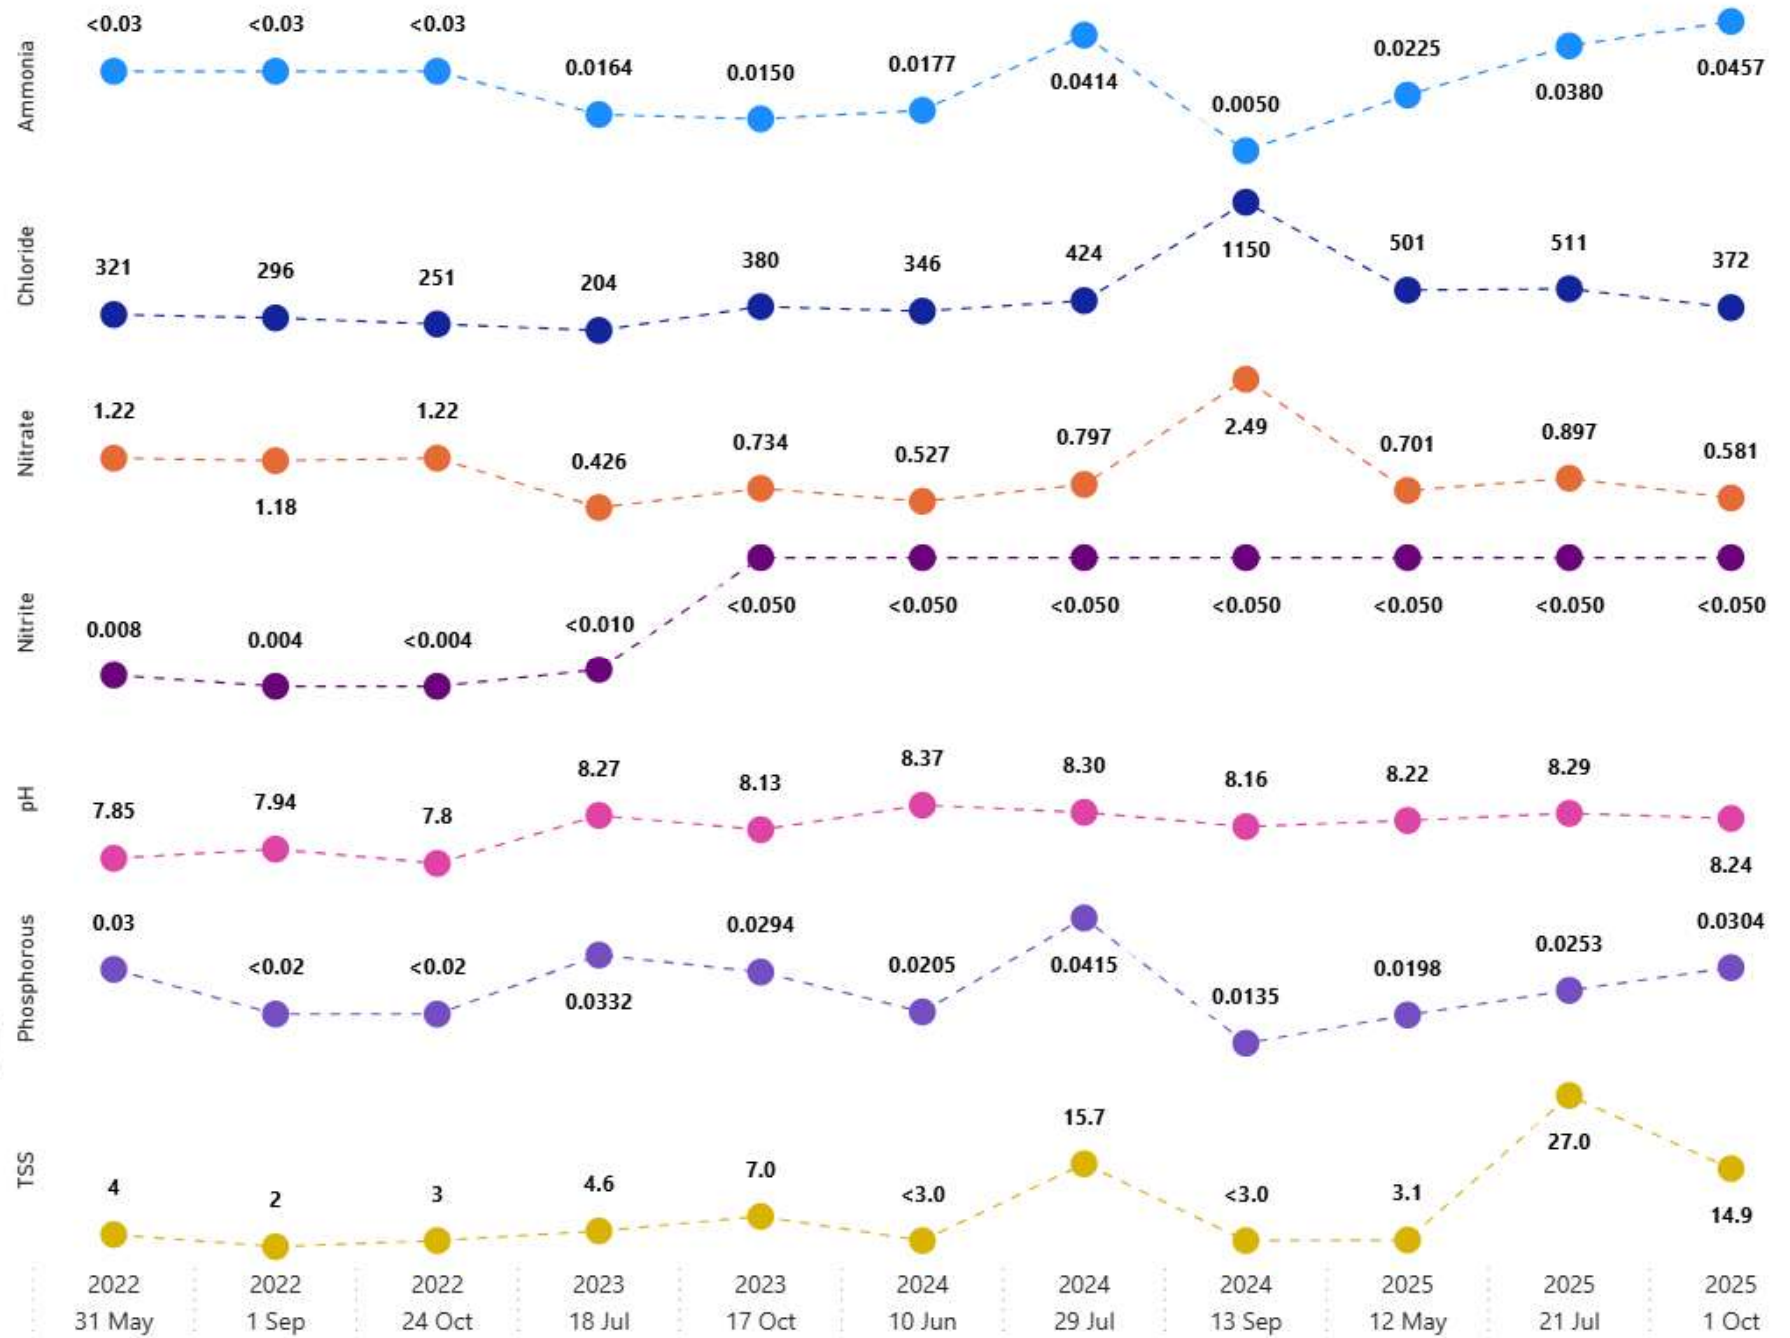 Ammonia
<0.03 <0.03 <0.03 0.0164 0.0150 0.0177 0.0414 0.0050 0.0225 0.0380 0.0457
Chloride
321 296 251 204 380 346 424 1150 501 511 372
Nitrate
1.22 1.18 1.22 0.426 0.734 0.527 0.797 2.49 0.701 0.897 0.581
Nitrite
0.008 0.004 <0.004 <0.010 <0.050 <0.050 <0.050 <0.050 <0.050 <0.050 <0.050
pH
7.85 7.94 7.8 8.27 8.13 8.37 8.30 8.16 8.22 8.29 8.24
Phosphorous
0.03 <0.02 <0.02 0.0332 0.0294 0.0205 0.0415 0.0135 0.0198 0.0253 0.0304
TSS
4 2 3 4.6 7.0 <3.0 15.7 <3.0 3.1 27.0 14.9
2022 2022 2022 2023 2023 2024 2024 2024 2025 2025 2025
31 May 1 Sep 24 Oct 18 Jul 17 Oct 10 Jun 29 Jul 13 Sep 12 May 21 Jul 1 Oct